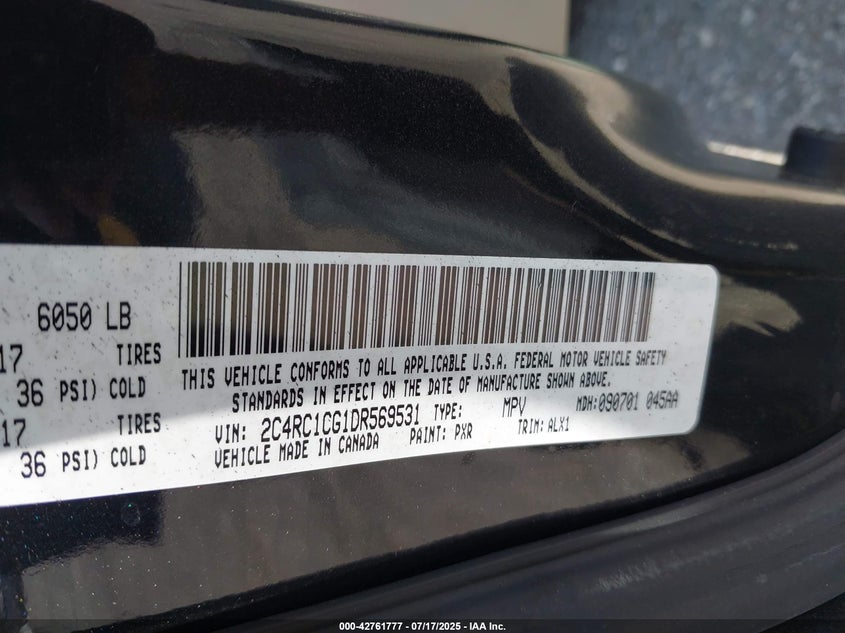 6050 LB
17 TIRES
36 PSI) COLD
17 TIRES
36 PSI) COLD
THIS VEHICLE CONFORMS TO ALL APPLICABLE U.S.A. FEDERAL MOTOR VEHICLE SAFETY
STANDARDS IN EFFECT ON THE DATE OF MANUFACTURE SHOWN ABOVE.
VIN: 2C4RC1CG1DR569531 TYPE: MPV MDH:090701 045AA
VEHICLE MADE IN CANADA PAINT: PXR TRIM: ALX1
000-42761777 - 07/17/2025 - IAA Inc.